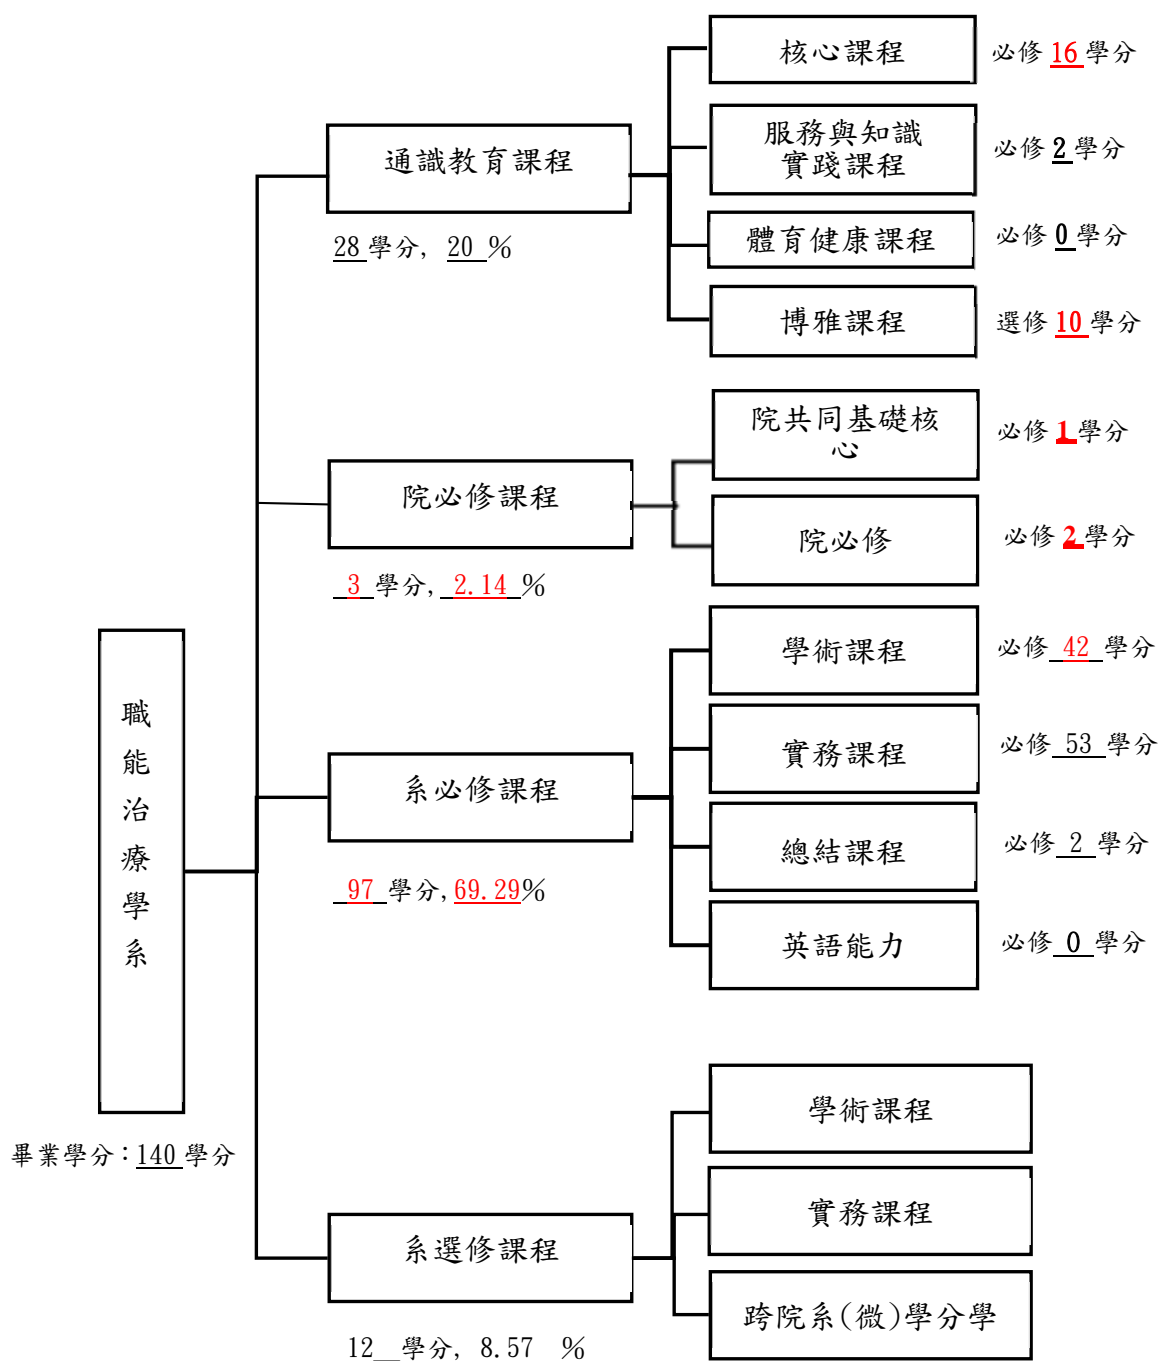 職能治療學系
畢業學分：140 學分
通識教育課程
28 學分, 20 %
核心課程
必修 16 學分
服務與知識
實踐課程
必修 2 學分
體育健康課程
必修 0 學分
博雅課程
選修 10 學分
院必修課程
3 學分, 2.14 %
院共同基礎核
心
必修 1 學分
院必修
必修 2 學分
系必修課程
97 學分, 69.29%
學術課程
必修 42 學分
實務課程
必修 53 學分
總結課程
必修 2 學分
英語能力
必修 0 學分
系選修課程
12 學分, 8.57 %
學術課程
實務課程
跨院系(微)學分學